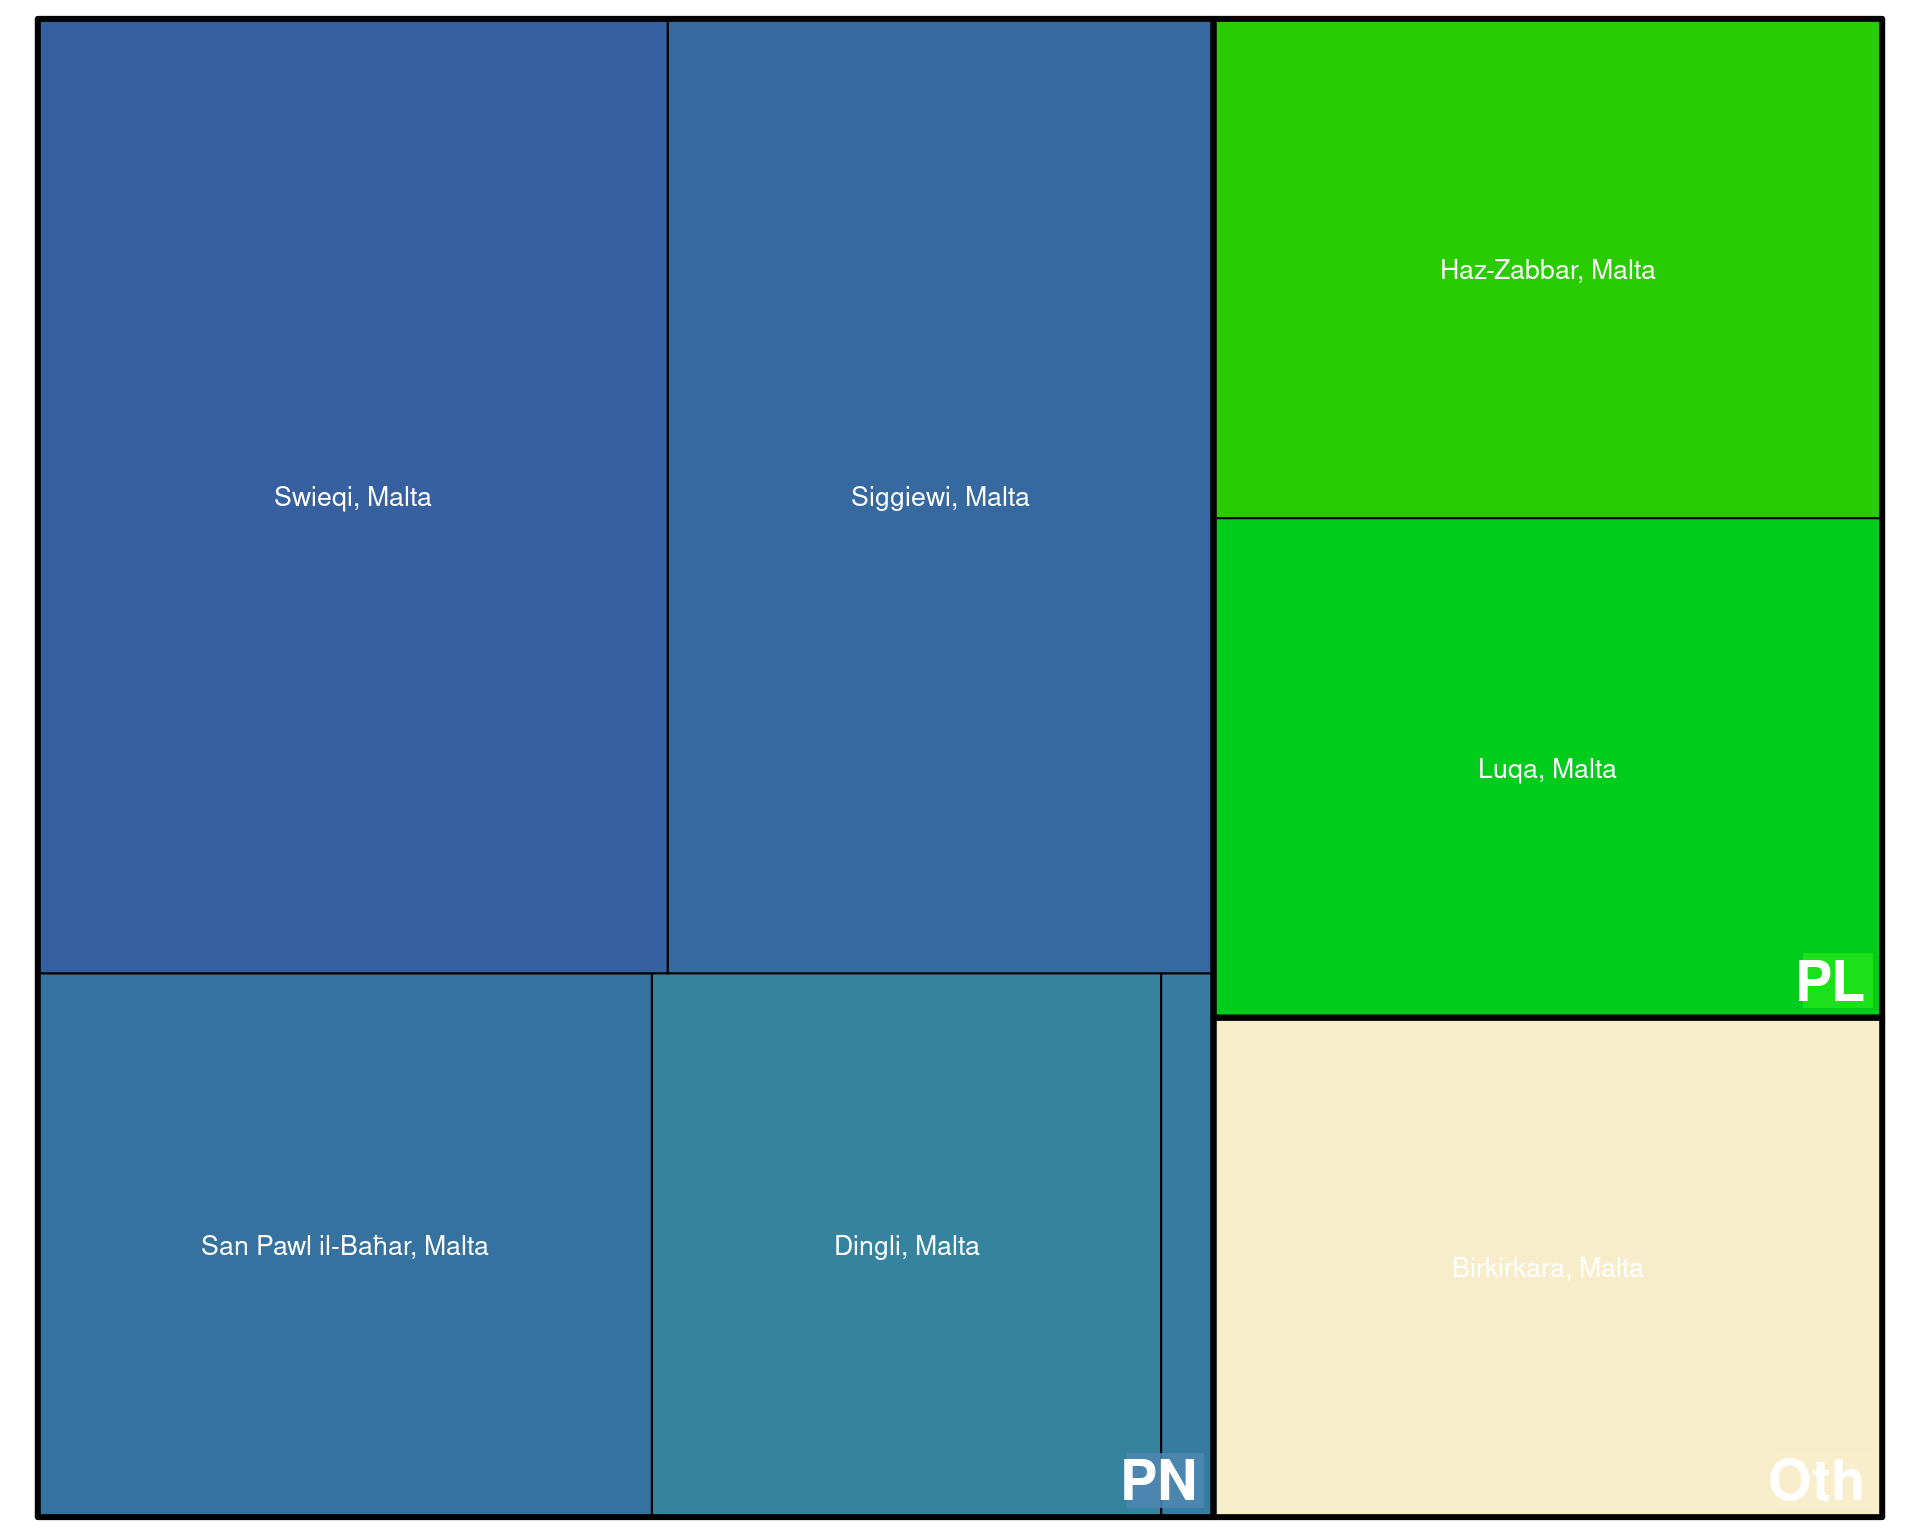 Swieqi, Malta
Siggiewi, Malta
Haz-Zabbar, Malta
Luqa, Malta
PL
San Pawl il-Baħar, Malta
Dingli, Malta
PN
Birkirkara, Malta
Oth